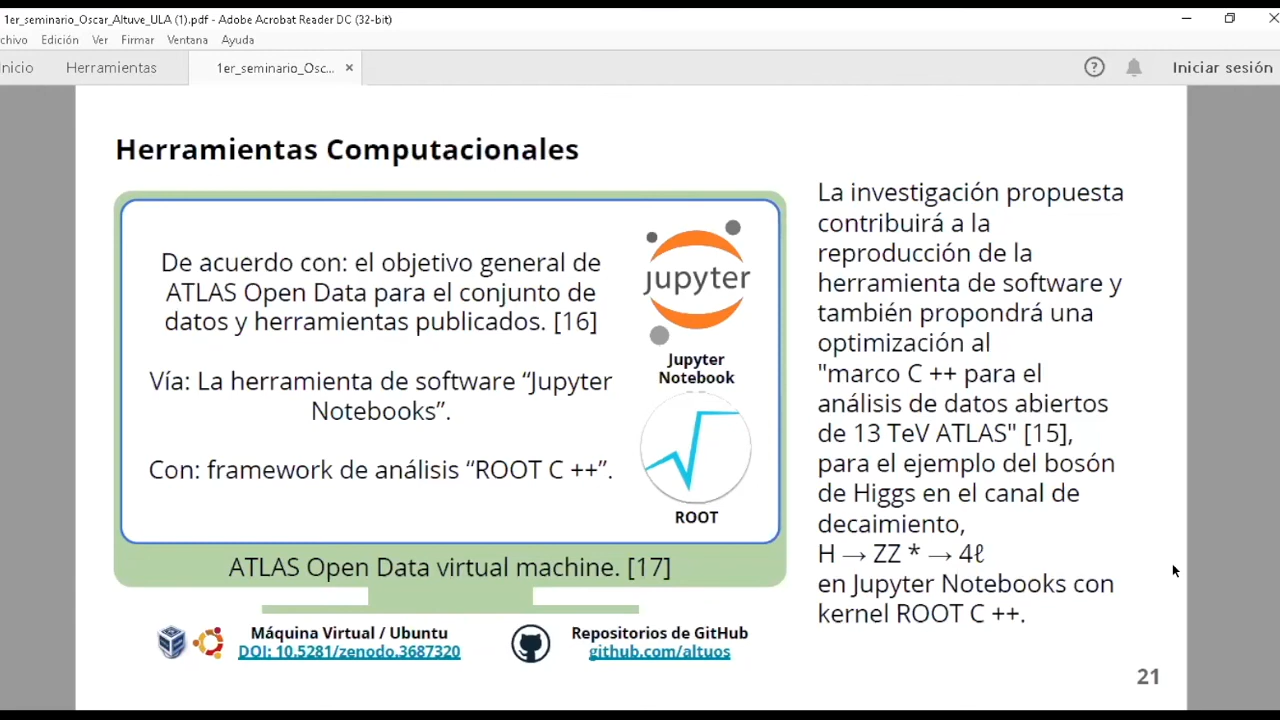 1er_seminario_Oscar_Altuve_ULA (1).pdf - Adobe Acrobat Reader DC (32-bit)
chivo Edición Ver Firmar Ventana Ayuda
nicio Herramientas 1er_seminario_Osc... × ? Iniciar sesión
Herramientas Computacionales
De acuerdo con: el objetivo general de
ATLAS Open Data para el conjunto de
datos y herramientas publicados. [16]
Vía: La herramienta de software “Jupyter
Notebooks”.
Con: framework de análisis “ROOT C ++”.
jupyter
Jupyter
Notebook
ROOT
ATLAS Open Data virtual machine. [17]
Máquina Virtual / Ubuntu
DOI: 10.5281/zenodo.3687320
Repositorios de GitHub
github.com/altuos
La investigación propuesta
contribuirá a la
reproducción de la
herramienta de software y
también propondrá una
optimización al
"marco C ++ para el
análisis de datos abiertos
de 13 TeV ATLAS" [15],
para el ejemplo del bosón
de Higgs en el canal de
decaimiento,
H → ZZ * → 4ℓ
en Jupyter Notebooks con
kernel ROOT C ++.
21